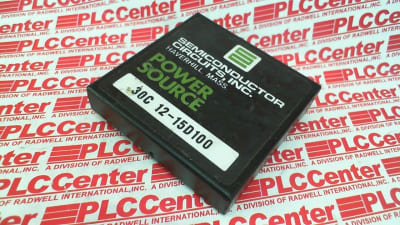 SEMICONDUCTOR
CIRCUITS, INC.
HAVERHILL MASS.
POWER
SOURCE
30C 12-15D100
PLCCenter
A DIVISION OF RADWELL INTERNATIONAL, INC.